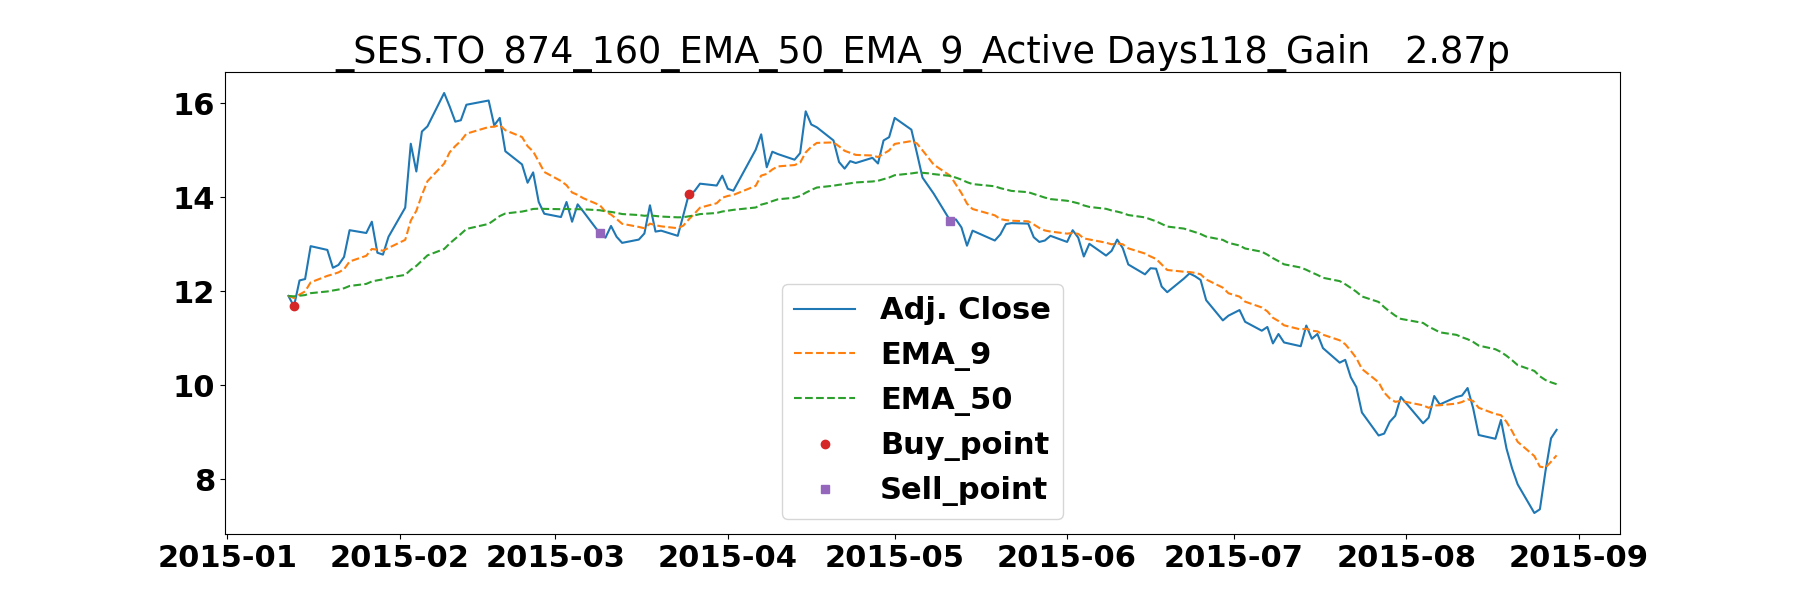 _SES.TO_874_160_EMA_50_EMA_9_Active Days118_Gain   2.87p
16
14
12
10
8
Adj. Close
EMA_9
EMA_50
Buy_point
Sell_point
2015-01 2015-02 2015-03 2015-04 2015-05 2015-06 2015-07 2015-08 2015-09